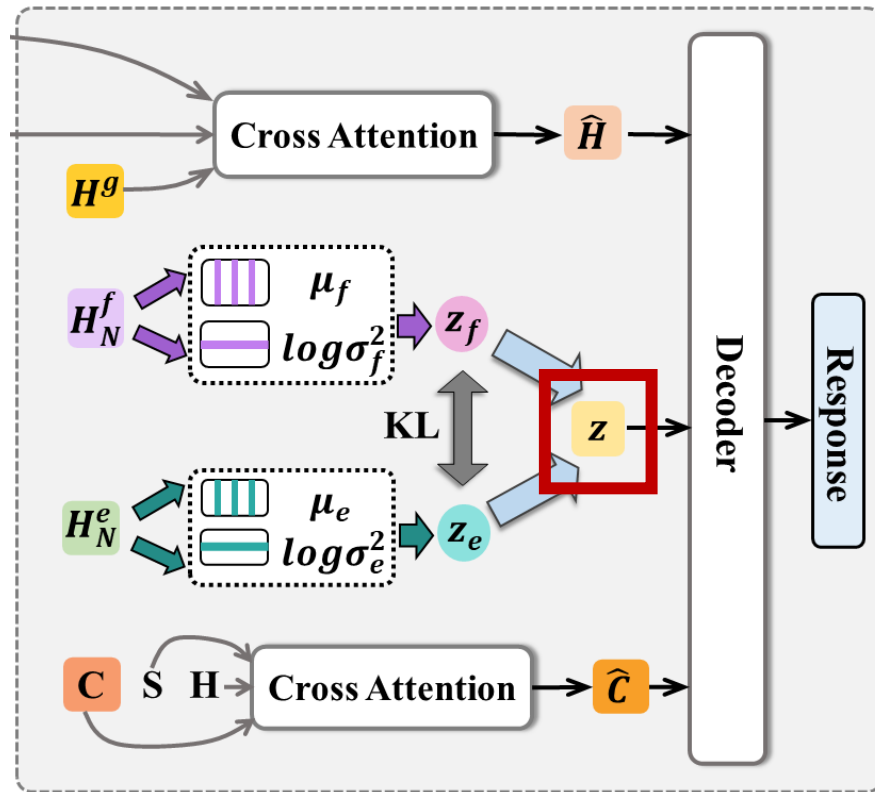 Cross Attention
Ĥ
H^g
H_N^f
μ_f
logσ_f^2
z_f
KL
z
H_N^e
μ_e
logσ_e^2
z_e
C S H
Cross Attention
Ĉ
Decoder
Response